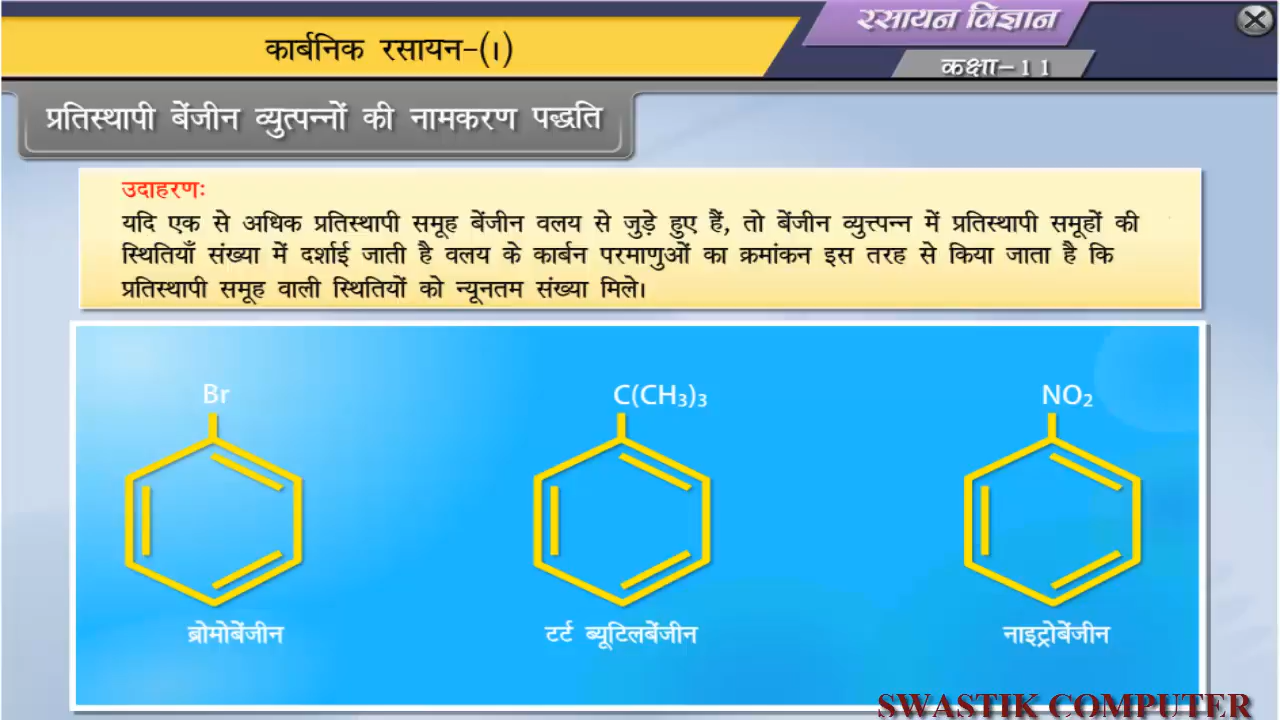 रसायन विज्ञान
कार्बनिक रसायन-(I)
कक्षा-11
प्रतिस्थापी बेंजीन व्युत्पन्नों की नामकरण पद्धति
उदाहरणः
यदि एक से अधिक प्रतिस्थापी समूह बेंजीन वलय से जुड़े हुए हैं, तो बेंजीन व्युत्त्पन्न में प्रतिस्थापी समूहों की
स्थितियाँ संख्या में दर्शाई जाती है वलय के कार्बन परमाणुओं का क्रमांकन इस तरह से किया जाता है कि
प्रतिस्थापी समूह वाली स्थितियों को न्यूनतम संख्या मिले।
Br
C(CH₃)₃
NO₂
ब्रोमोबेंजीन
टर्ट ब्यूटिलबेंजीन
नाइट्रोबेंजीन
SWASTIK COMPUTER